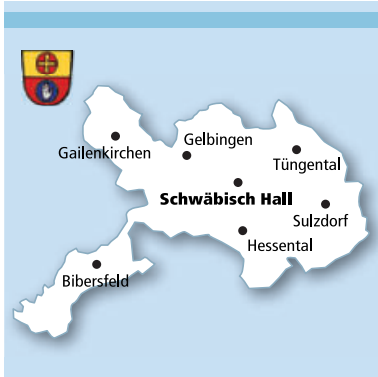 Gelbingen
Gailenkirchen
Tüngental
Schwäbisch Hall
Sulzdorf
Hessental
Bibersfeld